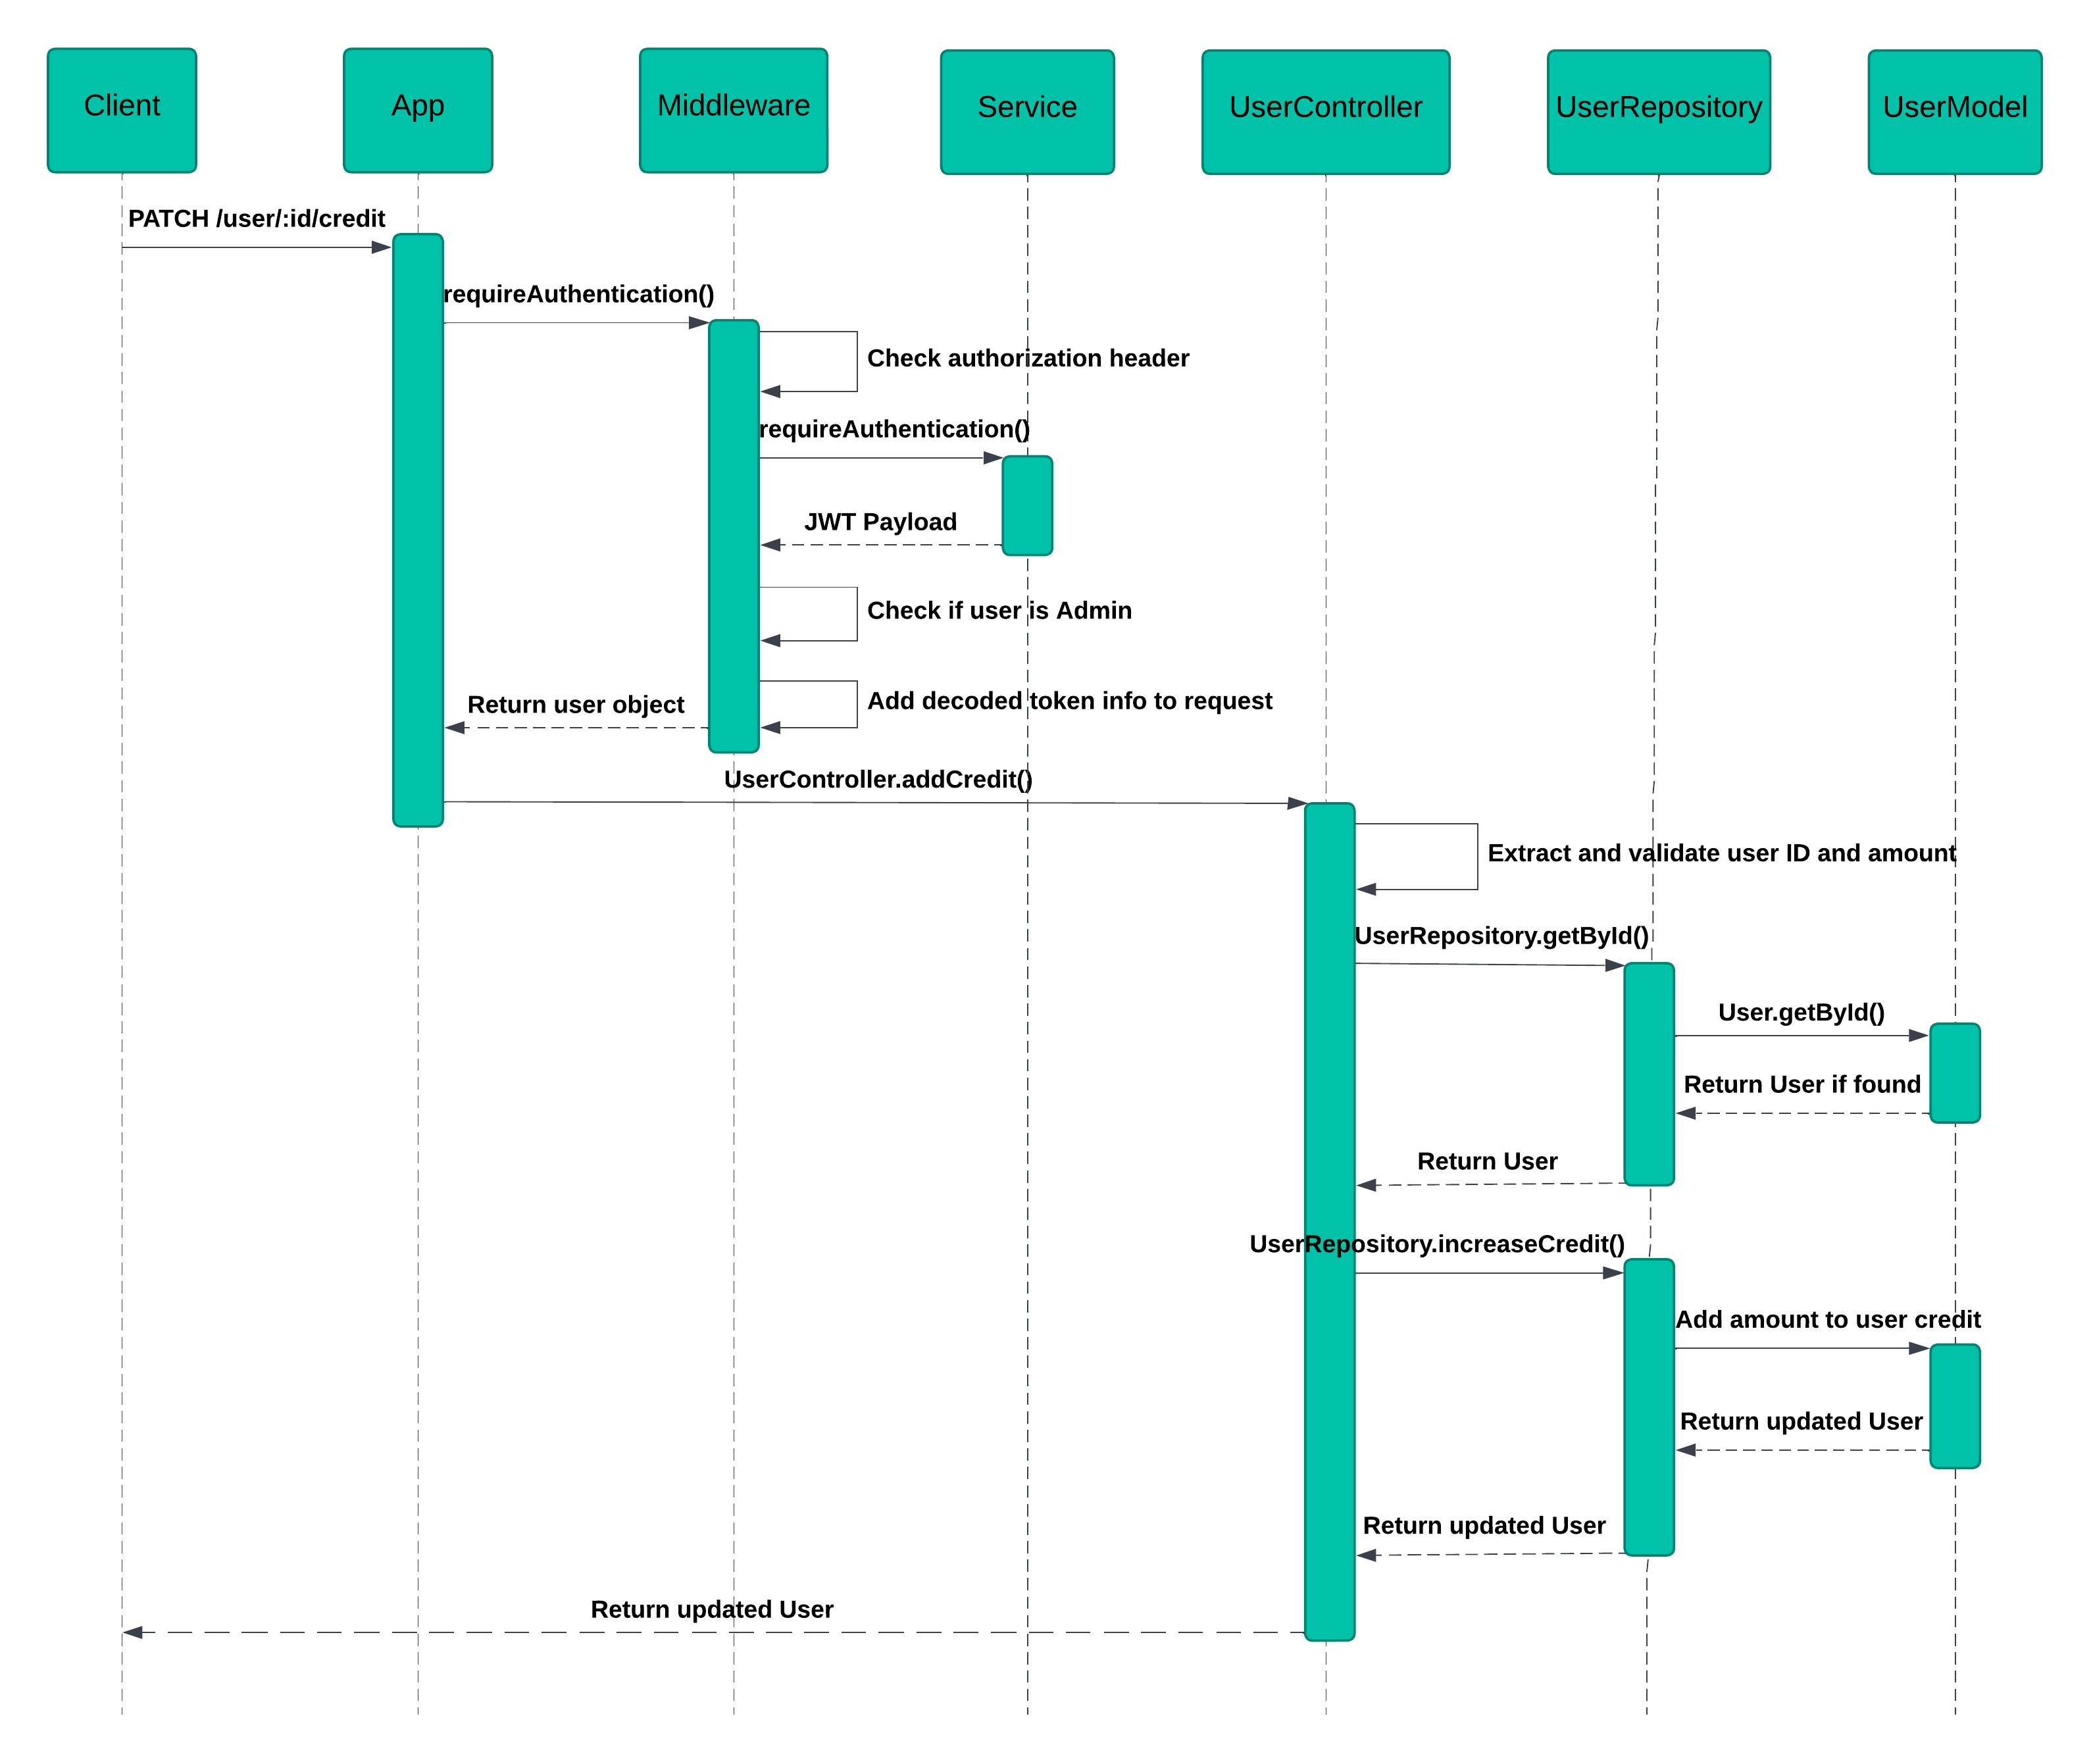 Client
App
Middleware
Service
UserController
UserRepository
UserModel
PATCH /user/:id/credit
requireAuthentication()
Check authorization header
requireAuthentication()
JWT Payload
Check if user is Admin
Add decoded token info to request
Return user object
UserController.addCredit()
Extract and validate user ID and amount
UserRepository.getById()
User.getById()
Return User if found
Return User
UserRepository.increaseCredit()
Add amount to user credit
Return updated User
Return updated User
Return updated User